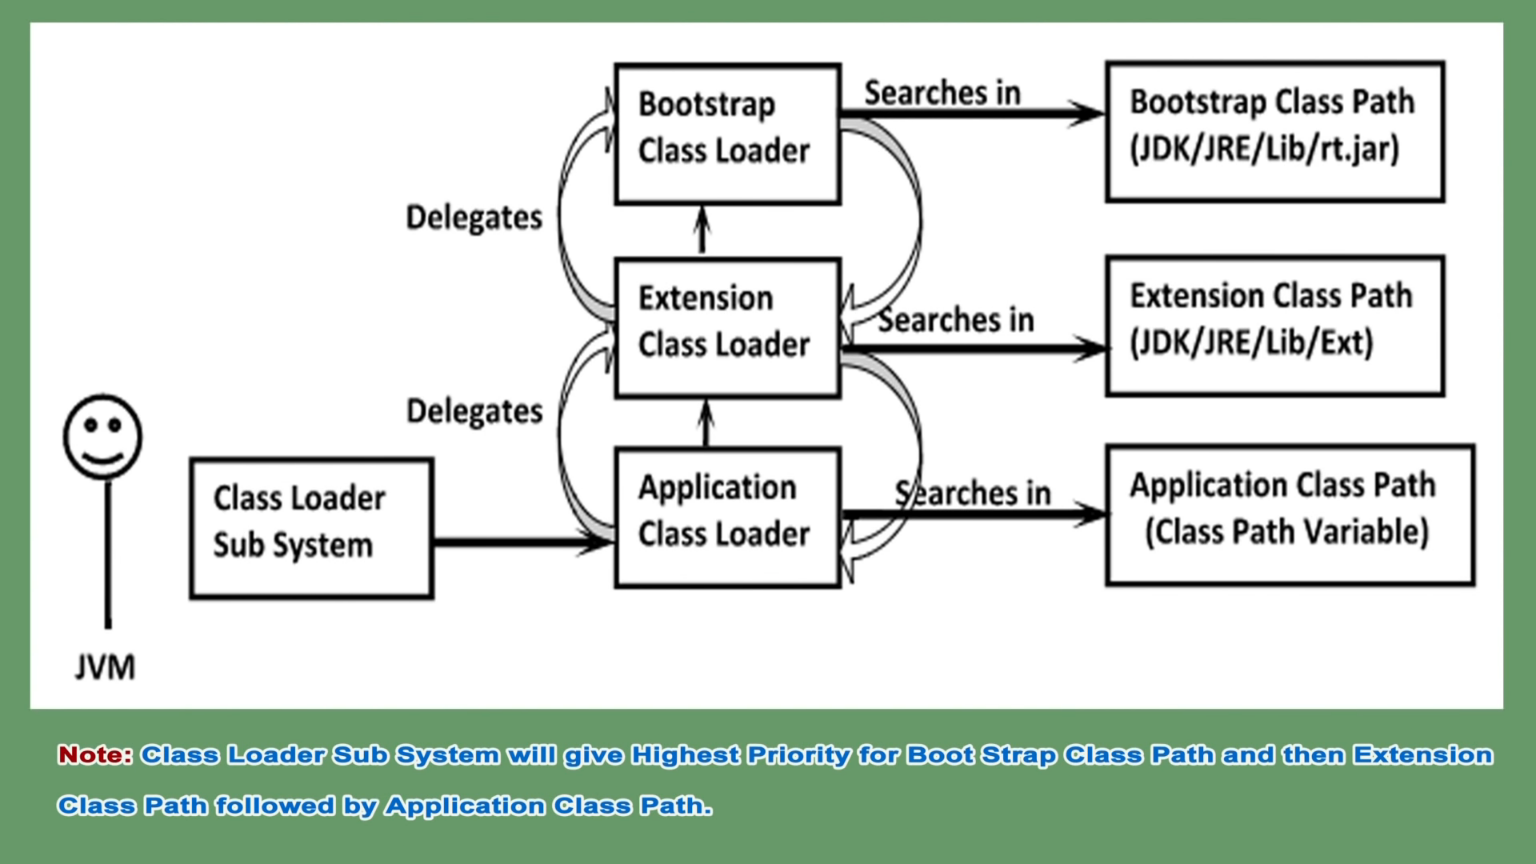 Bootstrap
Class Loader
Searches in
Bootstrap Class Path
(JDK/JRE/Lib/rt.jar)
Delegates
Extension
Class Loader
Searches in
Extension Class Path
(JDK/JRE/Lib/Ext)
Delegates
Class Loader
Sub System
Application
Class Loader
Searches in
Application Class Path
(Class Path Variable)
JVM
Note: Class Loader Sub System will give Highest Priority for Boot Strap Class Path and then Extension
Class Path followed by Application Class Path.